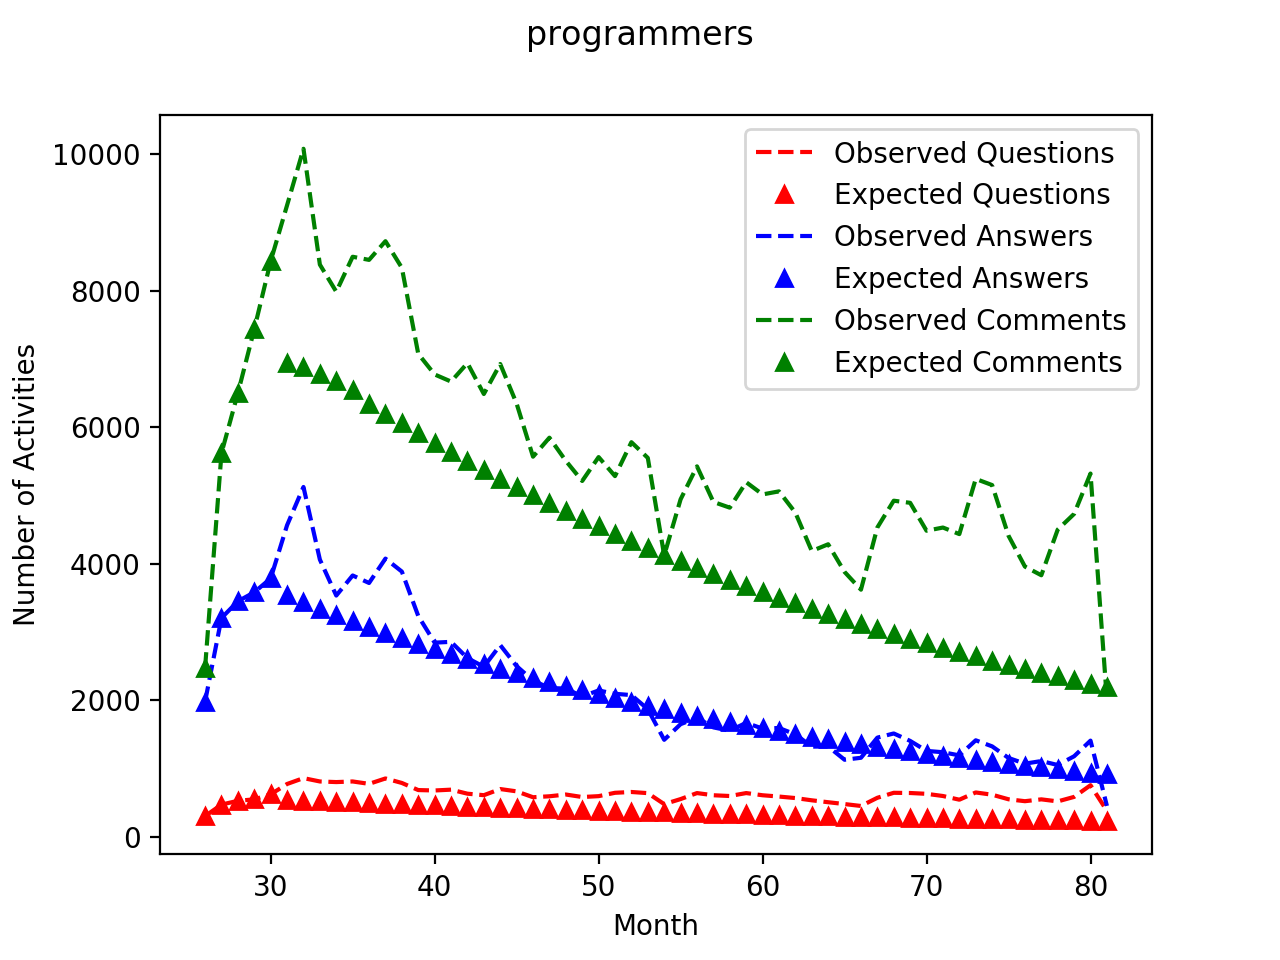 programmers
Number of Activities
10000
8000
6000
4000
2000
0
Observed Questions
Expected Questions
Observed Answers
Expected Answers
Observed Comments
Expected Comments
30 40 50 60 70 80
Month